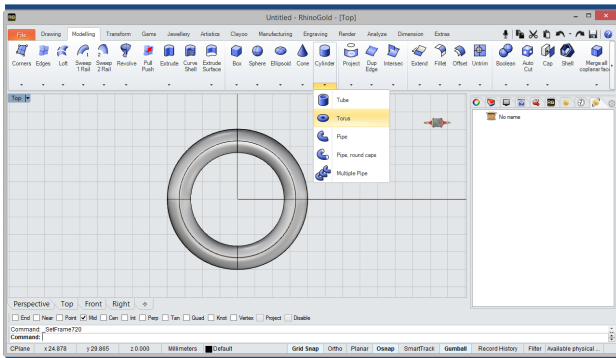 Untitled - RhinoGold - [Top]
File Drawing Modelling Transform Gems Jewellery Artistics Clayoo Manufacturing Engraving Render Analyze Dimension Extras
Corners Edges Loft Sweep 1 Rail Sweep 2 Rail Revolve Pull Push Extrude Curve Shell Extrude Surface Box Sphere Ellipsoid Cone Cylinder Project Dup Edge Intersec Extend Fillet Offset Untrim Boolean Auto Cut Cap Shell Merge all coplanar faces
Top
Tube
Torus
Pipe
Pipe, round caps
Multiple Pipe
No name
Perspective Top Front Right
End Near Point Mid Cen Int Perp Tan Quad Knot Vertex Project Disable
Command: _SelFrame720
Command:
CPlane x 24.878 y 29.865 z 0.000 Millimeters Default Grid Snap Ortho Planar Osnap SmartTrack Gumball Record History Filter Available physical ...